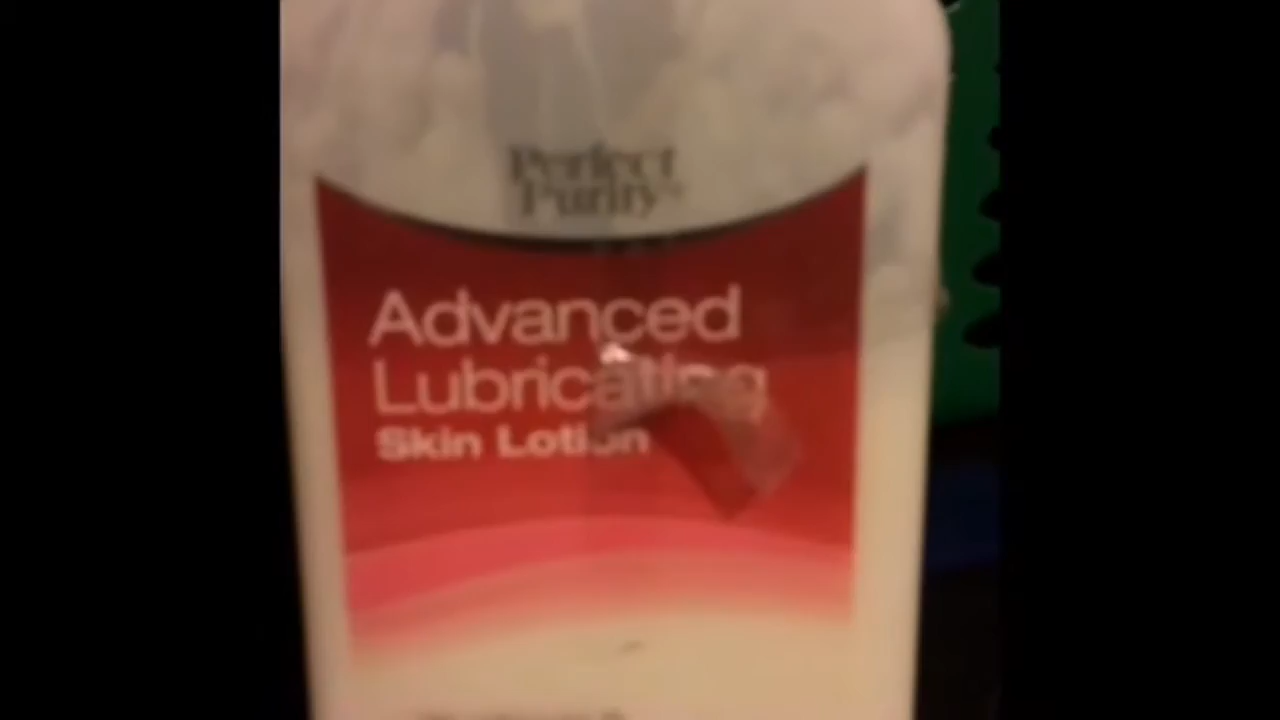 Perfect
Purity
Advanced
Lubricating
Skin Lotion